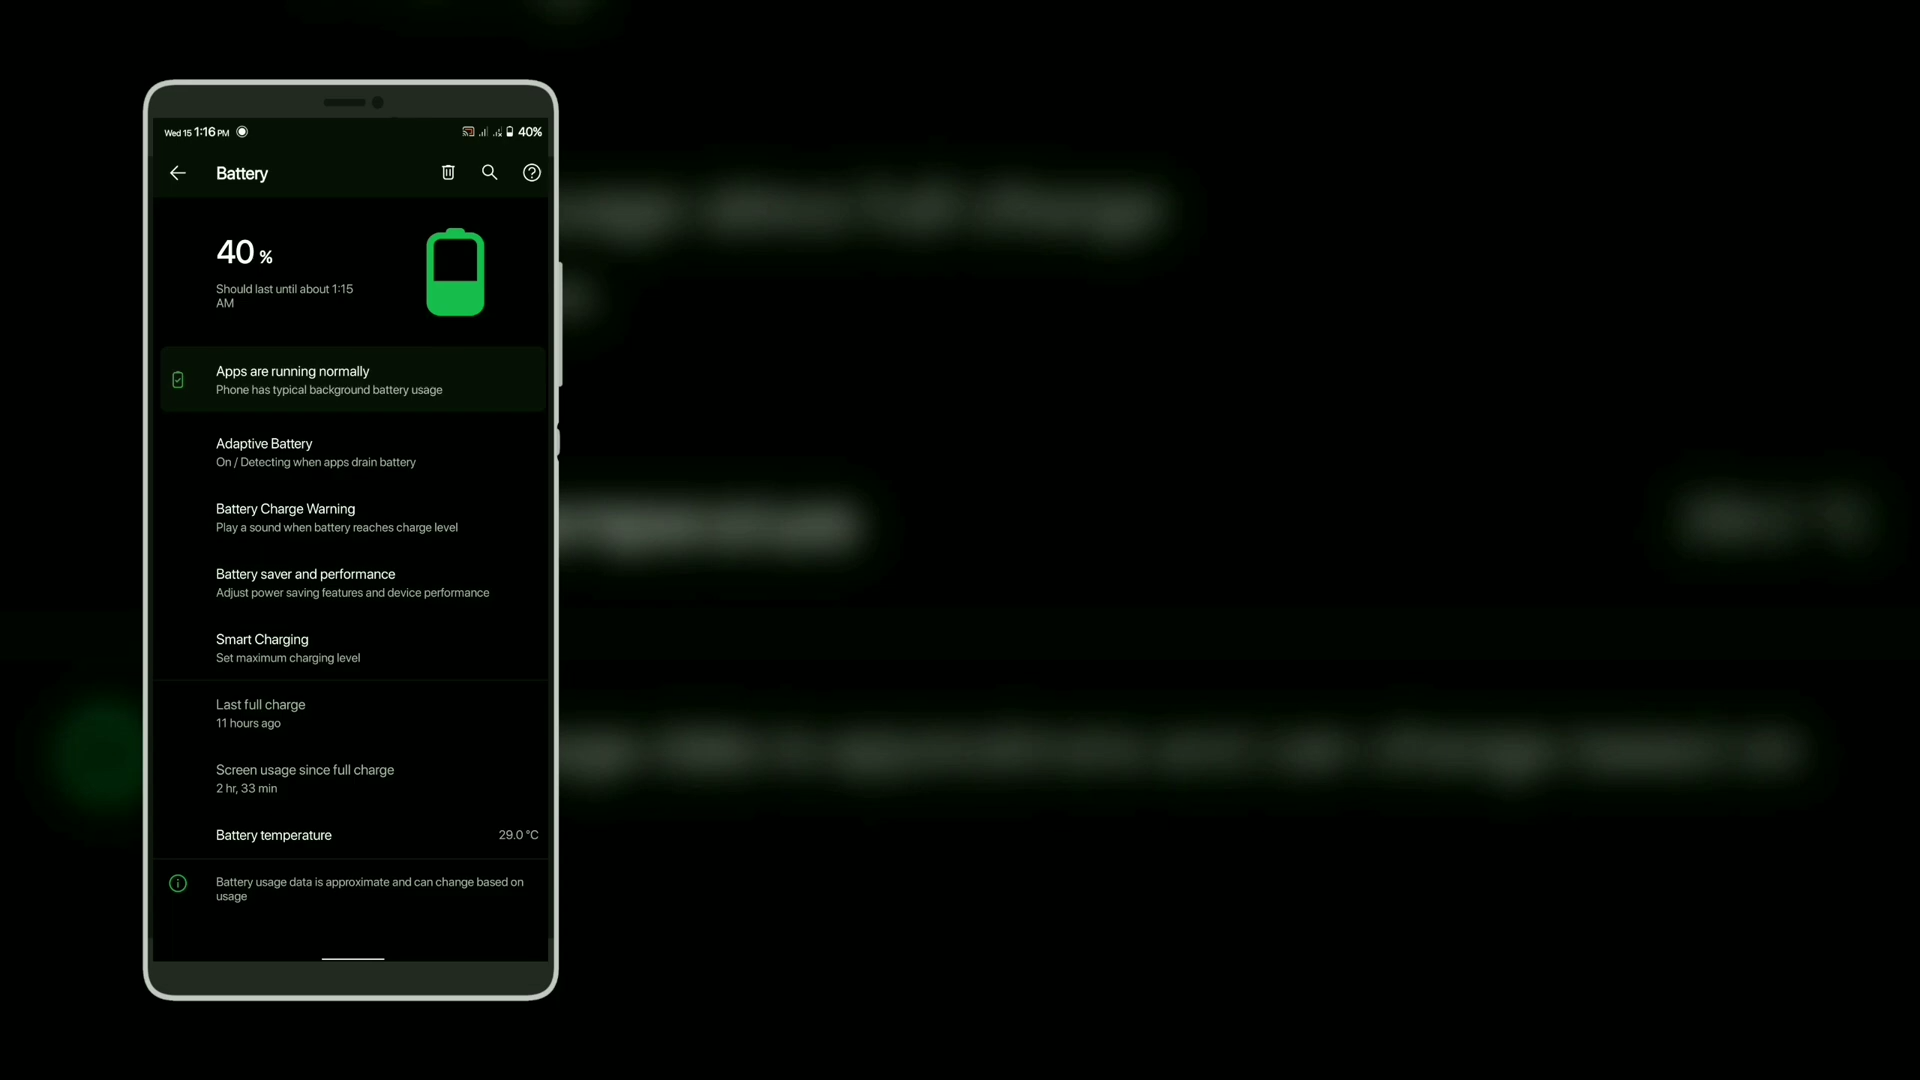 Wed 15 1:16 PM
40%
Battery
40 %
Should last until about 1:15
AM
Apps are running normally
Phone has typical background battery usage
Adaptive Battery
On / Detecting when apps drain battery
Battery Charge Warning
Play a sound when battery reaches charge level
Battery saver and performance
Adjust power saving features and device performance
Smart Charging
Set maximum charging level
Last full charge
11 hours ago
Screen usage since full charge
2 hr, 33 min
Battery temperature
29.0 °C
Battery usage data is approximate and can change based on
usage